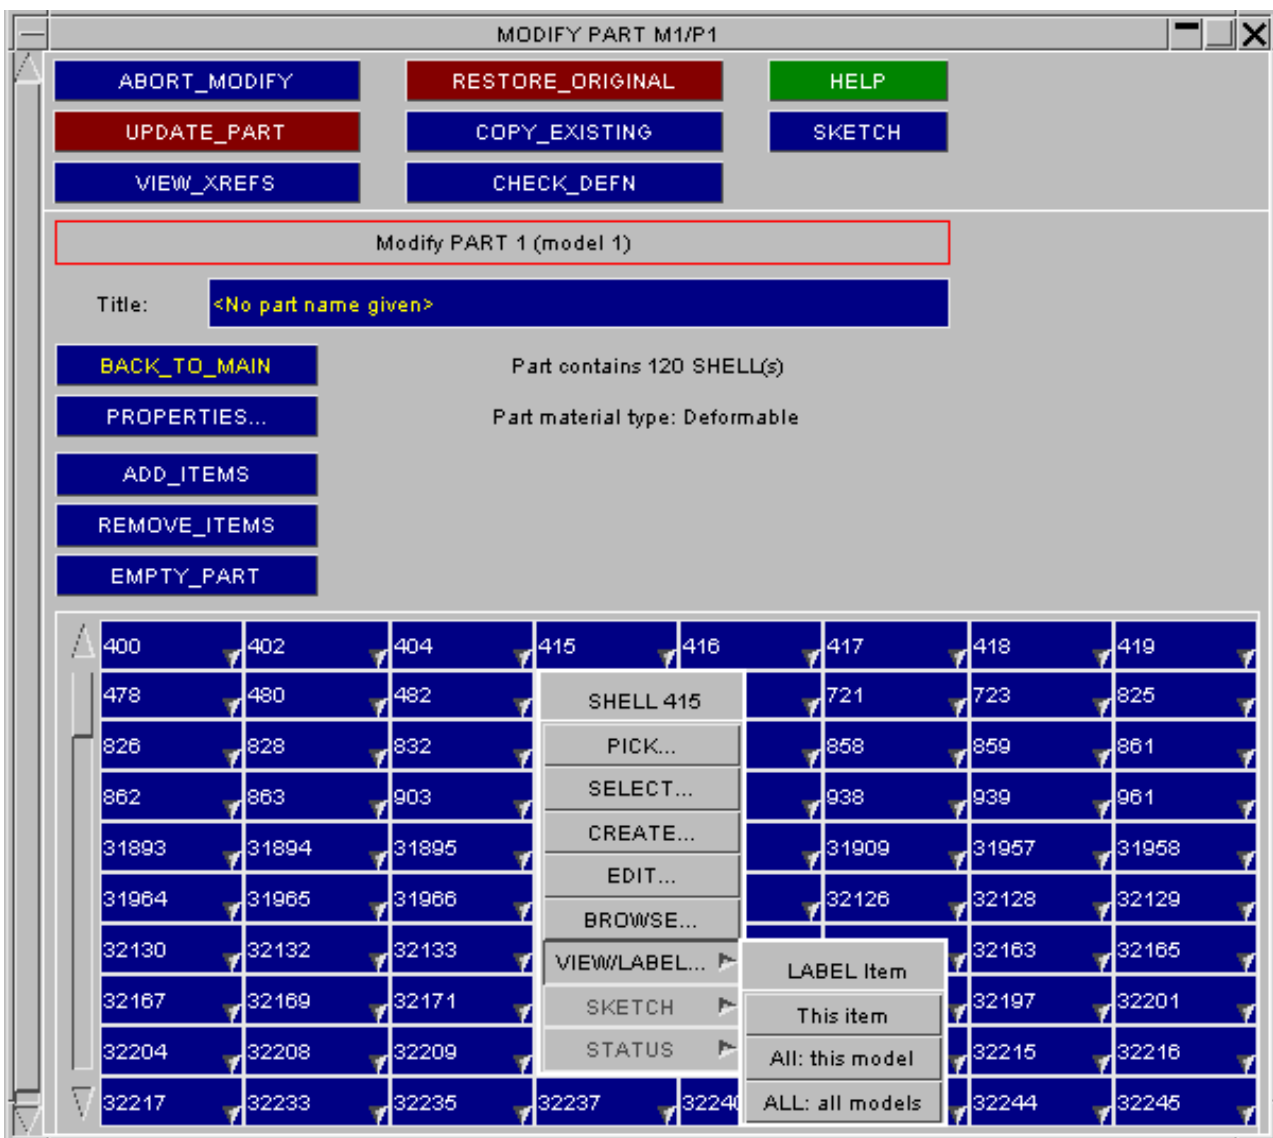 MODIFY PART M1/P1
ABORT_MODIFY RESTORE_ORIGINAL HELP
UPDATE_PART COPY_EXISTING SKETCH
VIEW_XREFS CHECK_DEFN
Modify PART 1 (model 1)
Title: <No part name given>
BACK_TO_MAIN Part contains 120 SHELL(s)
PROPERTIES... Part material type: Deformable
ADD_ITEMS
REMOVE_ITEMS
EMPTY_PART
400 402 404 415 416 417 418 419
478 480 482 SHELL 415 721 723 825
826 828 832 PICK... 858 859 861
862 863 903 SELECT... 938 939 961
31893 31894 31895 CREATE... 31909 31957 31958
EDIT...
31964 31965 31966 BROWSE... 32126 32128 32129
32130 32132 32133 VIEW/LABEL... LABEL Item 32163 32165
32167 32169 32171 SKETCH This item 32197 32201
32204 32208 32209 STATUS All: this model 32215 32216
32217 32233 32235 32237 3224 ALL: all models 32244 32245